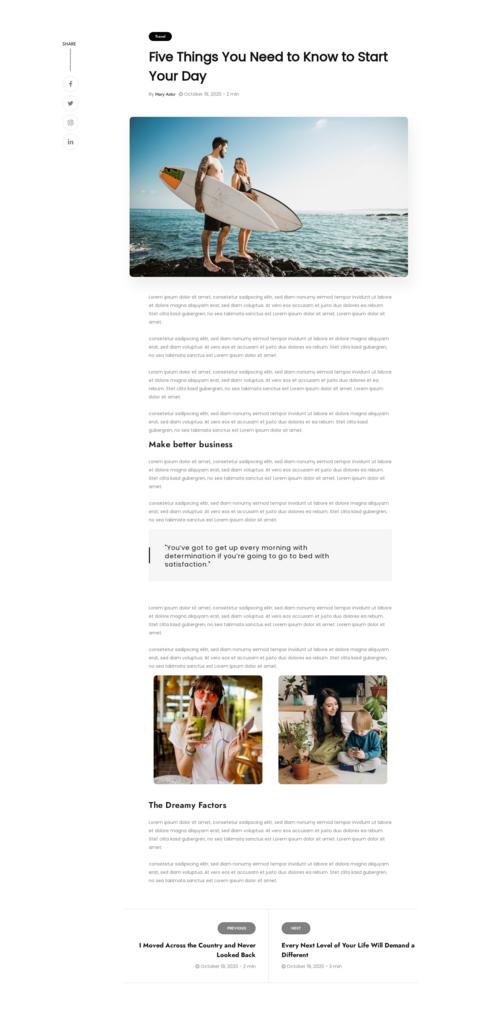 SHARE
Travel
Five Things You Need to Know to Start
Your Day
By Mary Astor October 19, 2020 - 2 min
Lorem ipsum dolor sit amet, consetetur sadipscing elitr, sed diam nonumy eirmod tempor invidunt ut labore
et dolore magna aliquyam erat, sed diam voluptua. At vero eos et accusam et justo duo dolores et ea rebum.
Stet clita kasd gubergren, no sea takimata sanctus est Lorem ipsum dolor sit amet. Lorem ipsum dolor sit
amet.
consetetur sadipscing elitr, sed diam nonumy eirmod tempor invidunt ut labore et dolore magna aliquyam
erat, sed diam voluptua. At vero eos et accusam et justo duo dolores et ea rebum. Stet clita kasd gubergren,
no sea takimata sanctus est Lorem ipsum dolor sit amet.
Lorem ipsum dolor sit amet, consetetur sadipscing elitr, sed diam nonumy eirmod tempor invidunt ut labore
et dolore magna aliquyam erat, sed diam voluptua. At vero eos et accusam et justo duo dolores et ea
rebum. Stet clita kasd gubergren, no sea takimata sanctus est Lorem ipsum dolor sit amet. Lorem ipsum
dolor sit amet.
consetetur sadipscing elitr, sed diam nonumy eirmod tempor invidunt ut labore et dolore magna aliquyam
erat, sed diam voluptua. At vero eos et accusam et justo duo dolores et ea rebum. Stet clita kasd
gubergren, no sea takimata sanctus est Lorem ipsum dolor sit amet.
Make better business
Lorem ipsum dolor sit amet, consetetur sadipscing elitr, sed diam nonumy eirmod tempor invidunt ut labore
et dolore magna aliquyam erat, sed diam voluptua. At vero eos et accusam et justo duo dolores et ea rebum.
Stet clita kasd gubergren, no sea takimata sanctus est Lorem ipsum dolor sit amet. Lorem ipsum dolor sit
amet.
consetetur sadipscing elitr, sed diam nonumy eirmod tempor invidunt ut labore et dolore magna aliquyam
erat, sed diam voluptua. At vero eos et accusam et justo duo dolores et ea rebum. Stet clita kasd gubergren,
no sea takimata sanctus est Lorem ipsum dolor sit amet.
"You've got to get up every morning with
determination if you're going to go to bed with
satisfaction."
Lorem ipsum dolor sit amet, consetetur sadipscing elitr, sed diam nonumy eirmod tempor invidunt ut labore
et dolore magna aliquyam erat, sed diam voluptua. At vero eos et accusam et justo duo dolores et ea rebum.
Stet clita kasd gubergren, no sea takimata sanctus est Lorem ipsum dolor sit amet. Lorem ipsum dolor sit
amet.
consetetur sadipscing elitr, sed diam nonumy eirmod tempor invidunt ut labore et dolore magna aliquyam
erat, sed diam voluptua. At vero eos et accusam et justo duo dolores et ea rebum. Stet clita kasd gubergren,
no sea takimata sanctus est Lorem ipsum dolor sit amet.
The Dreamy Factors
Lorem ipsum dolor sit amet, consetetur sadipscing elitr, sed diam nonumy eirmod tempor invidunt ut labore
et dolore magna aliquyam erat, sed diam voluptua. At vero eos et accusam et justo duo dolores et ea rebum.
Stet clita kasd gubergren, no sea takimata sanctus est Lorem ipsum dolor sit amet. Lorem ipsum dolor sit
amet.
consetetur sadipscing elitr, sed diam nonumy eirmod tempor invidunt ut labore et dolore magna aliquyam
erat, sed diam voluptua. At vero eos et accusam et justo duo dolores et ea rebum. Stet clita kasd gubergren,
no sea takimata sanctus est Lorem ipsum dolor sit amet.
PREVIOUS
I Moved Across the Country and Never
Looked Back
October 19, 2020 - 2 min
NEXT
Every Next Level of Your Life Will Demand a
Different
October 19, 2020 - 3 min